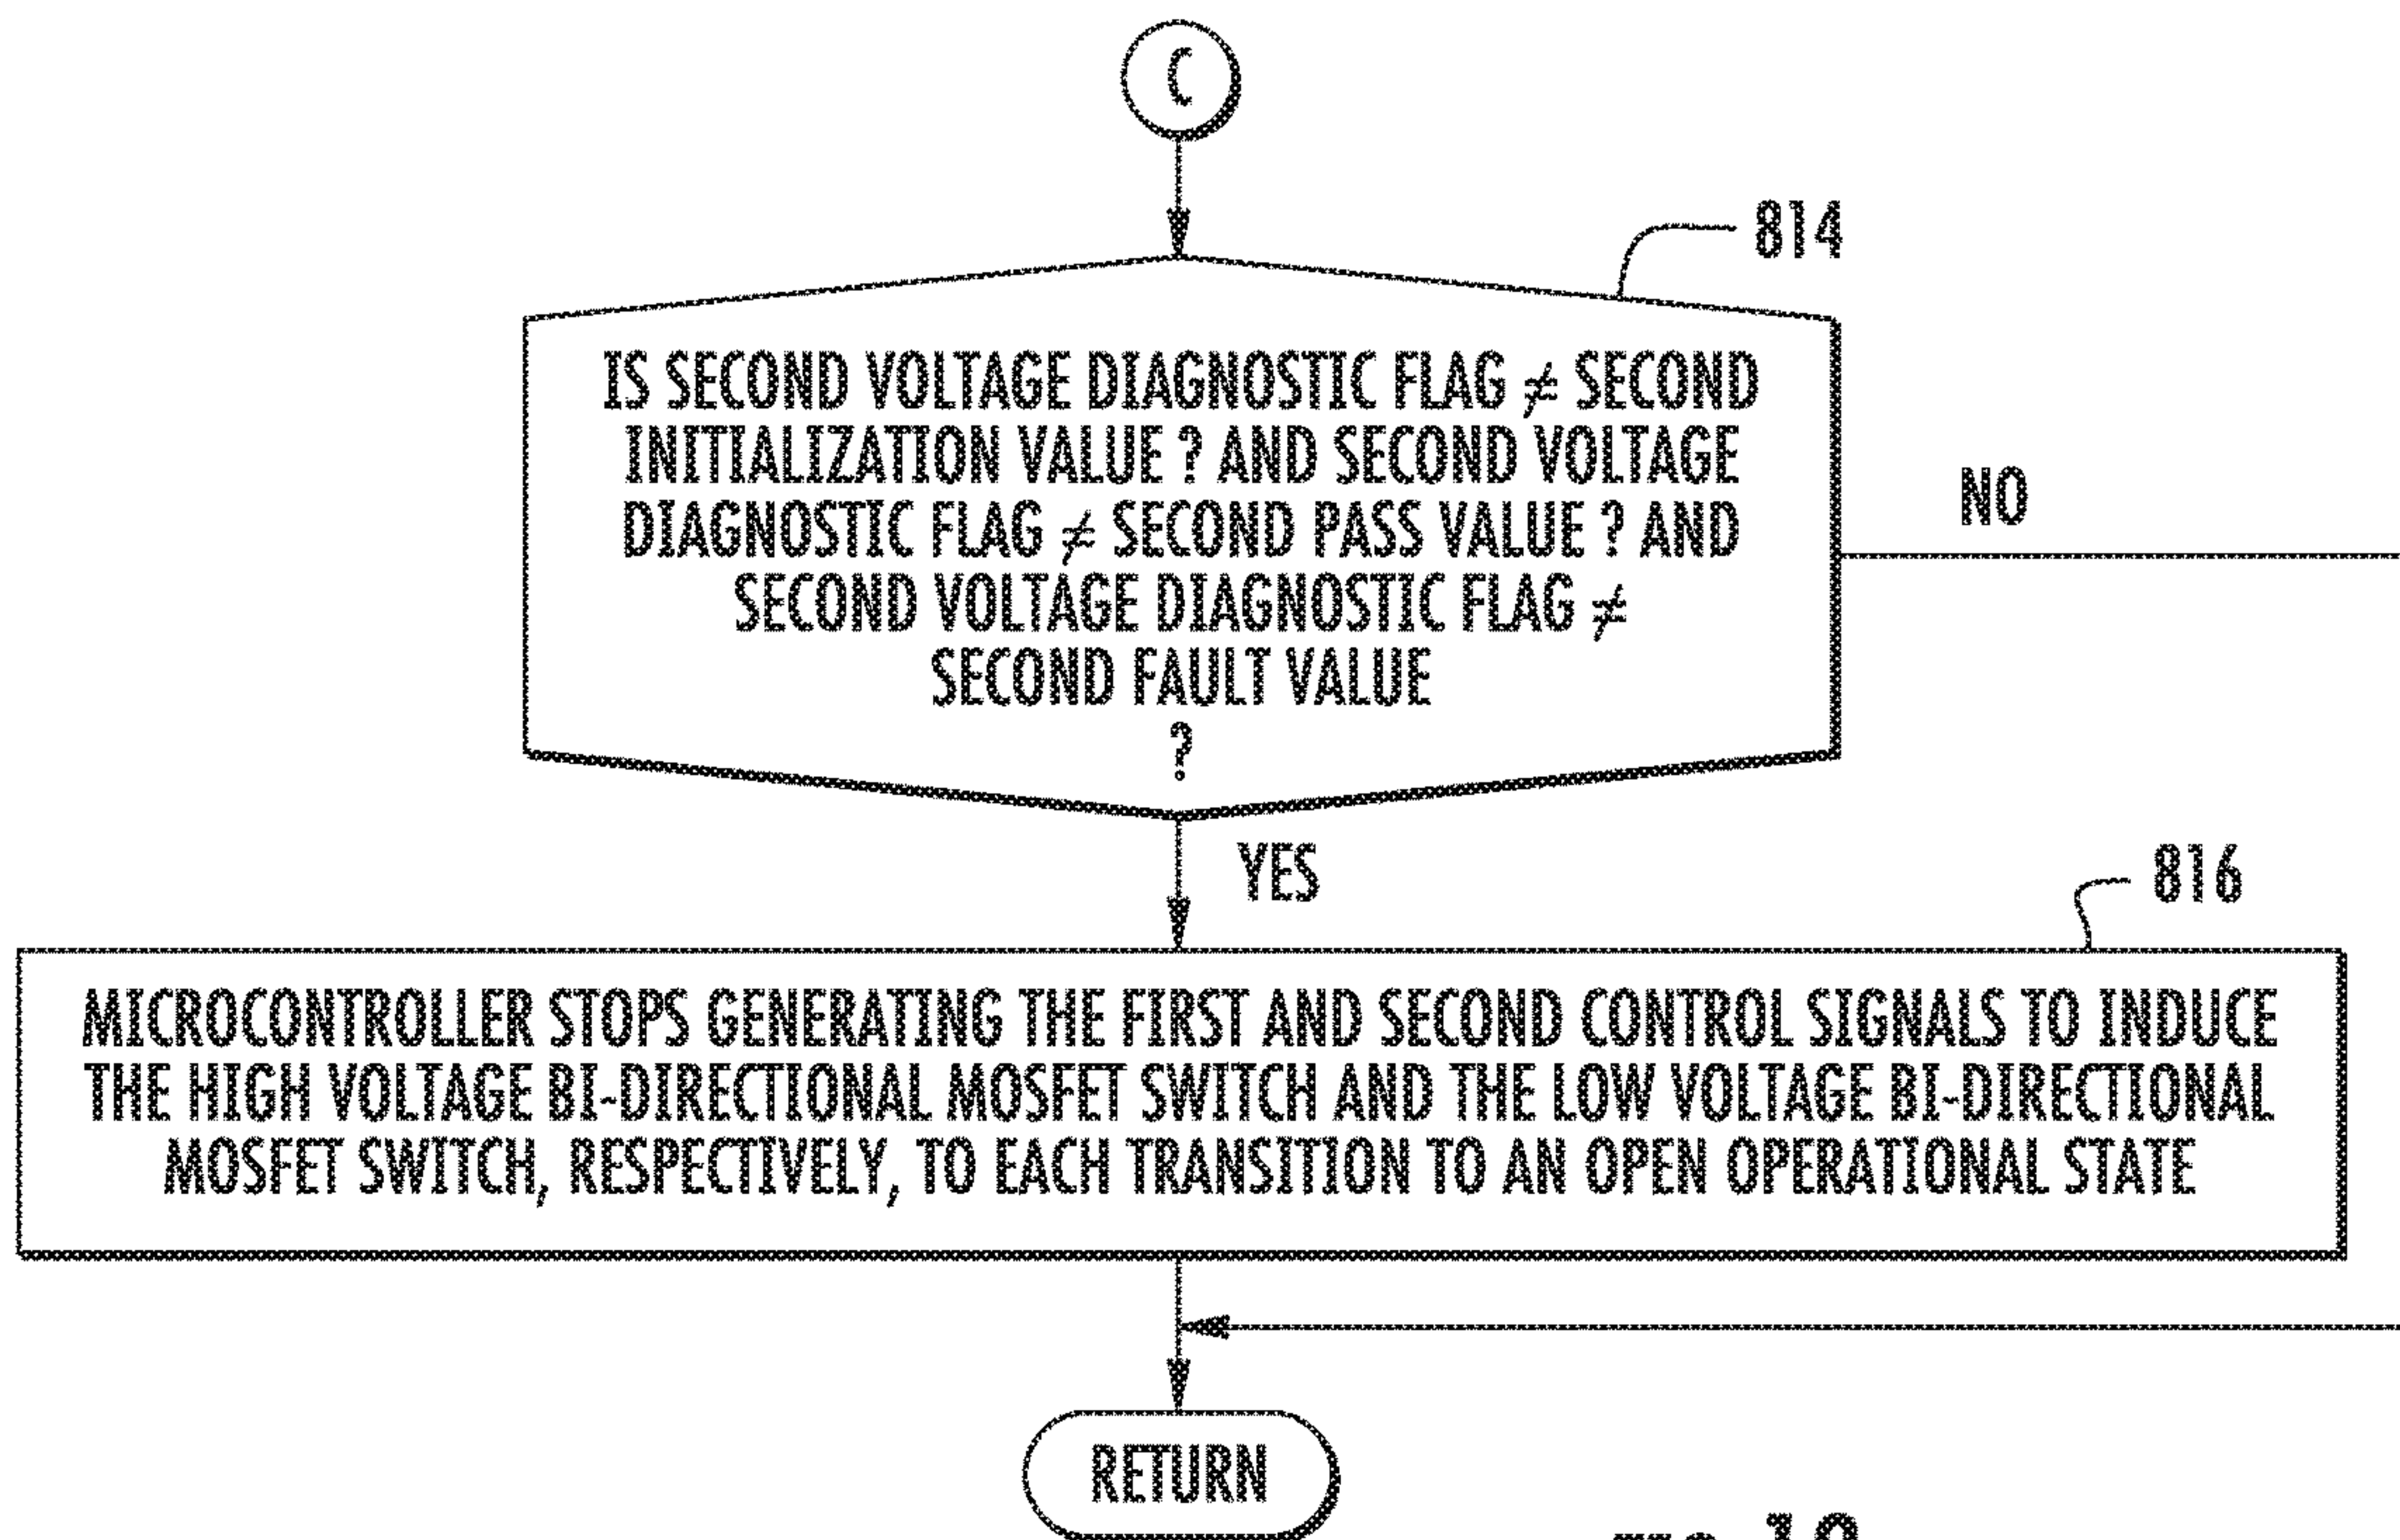 C
814
IS SECOND VOLTAGE DIAGNOSTIC FLAG ≠ SECOND
INITIALIZATION VALUE ? AND SECOND VOLTAGE
DIAGNOSTIC FLAG ≠ SECOND PASS VALUE ? AND
SECOND VOLTAGE DIAGNOSTIC FLAG ≠
SECOND FAULT VALUE
?
NO
YES
816
MICROCONTROLLER STOPS GENERATING THE FIRST AND SECOND CONTROL SIGNALS TO INDUCE
THE HIGH VOLTAGE BI-DIRECTIONAL MOSFET SWITCH AND THE LOW VOLTAGE BI-DIRECTIONAL
MOSFET SWITCH, RESPECTIVELY, TO EACH TRANSITION TO AN OPEN OPERATIONAL STATE
RETURN